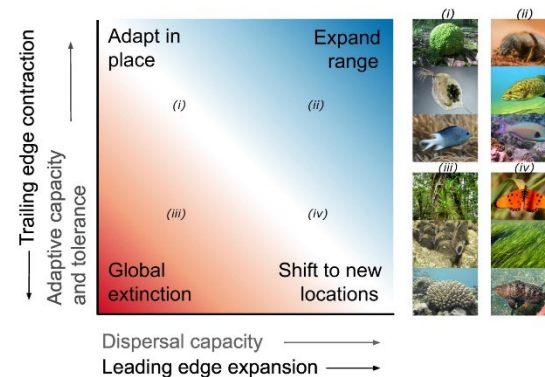 Adapt in
place
Expand
range
(i)
(ii)
(iii)
(iv)
Global
extinction
Shift to new
locations
Trailing edge contraction
Adaptive capacity
and tolerance
Dispersal capacity
Leading edge expansion
(i)
(ii)
(iii)
(iv)